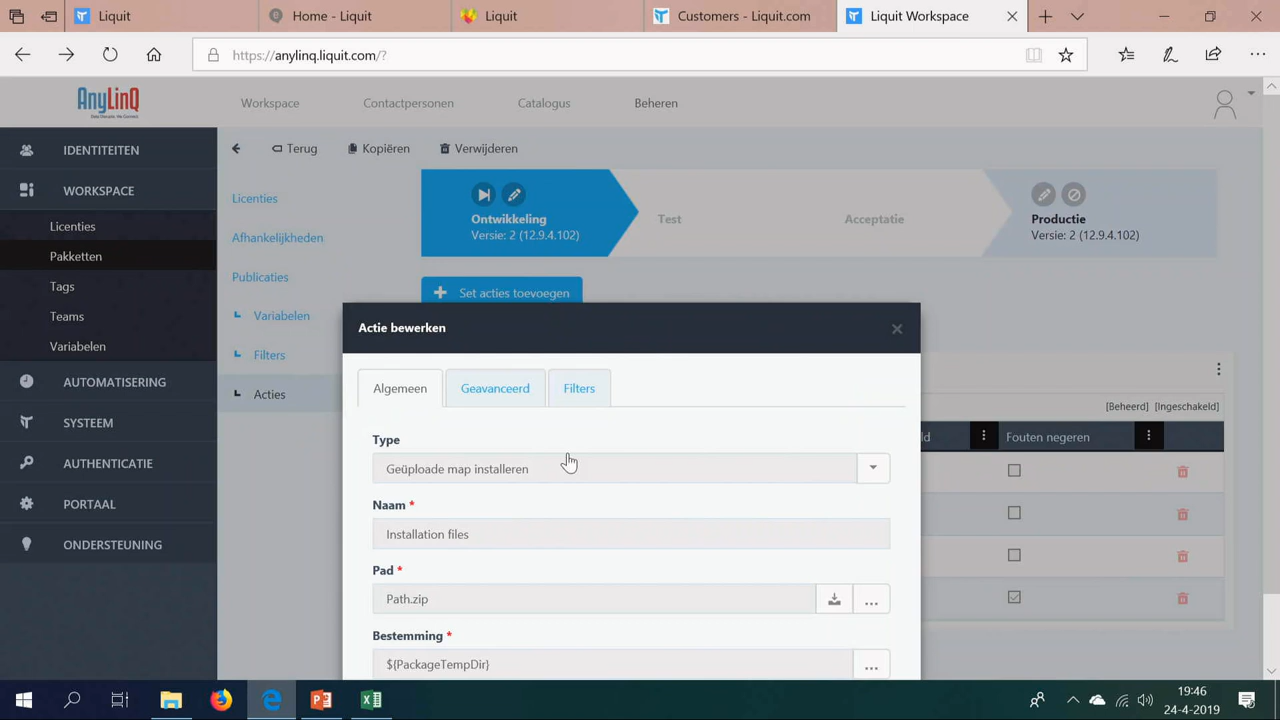 Liquit
Home - Liquit
Liquit
Customers - Liquit.com
Liquit Workspace
https://anylinq.liquit.com/?
AnyLinQ
Workspace
Contactpersonen
Catalogus
Beheren
IDENTITEITEN
WORKSPACE
Licenties
Pakketten
Tags
Teams
Variabelen
AUTOMATISERING
SYSTEEM
AUTHENTICATIE
PORTAAL
ONDERSTEUNING
Terug
Kopiëren
Verwijderen
Licenties
Afhankelijkheden
Publicaties
Variabelen
Filters
Acties
Ontwikkeling
Versie: 2 (12.9.4.102)
Test
Acceptatie
Productie
Versie: 2 (12.9.4.102)
Set acties toevoegen
[Beheerd] [Ingeschakeld]
ld
Fouten negeren
Actie bewerken
Algemeen
Geavanceerd
Filters
Type
Geüploade map installeren
Naam *
Installation files
Pad *
Path.zip
...
Bestemming *
${PackageTempDir}
...
19:46
24-4-2019